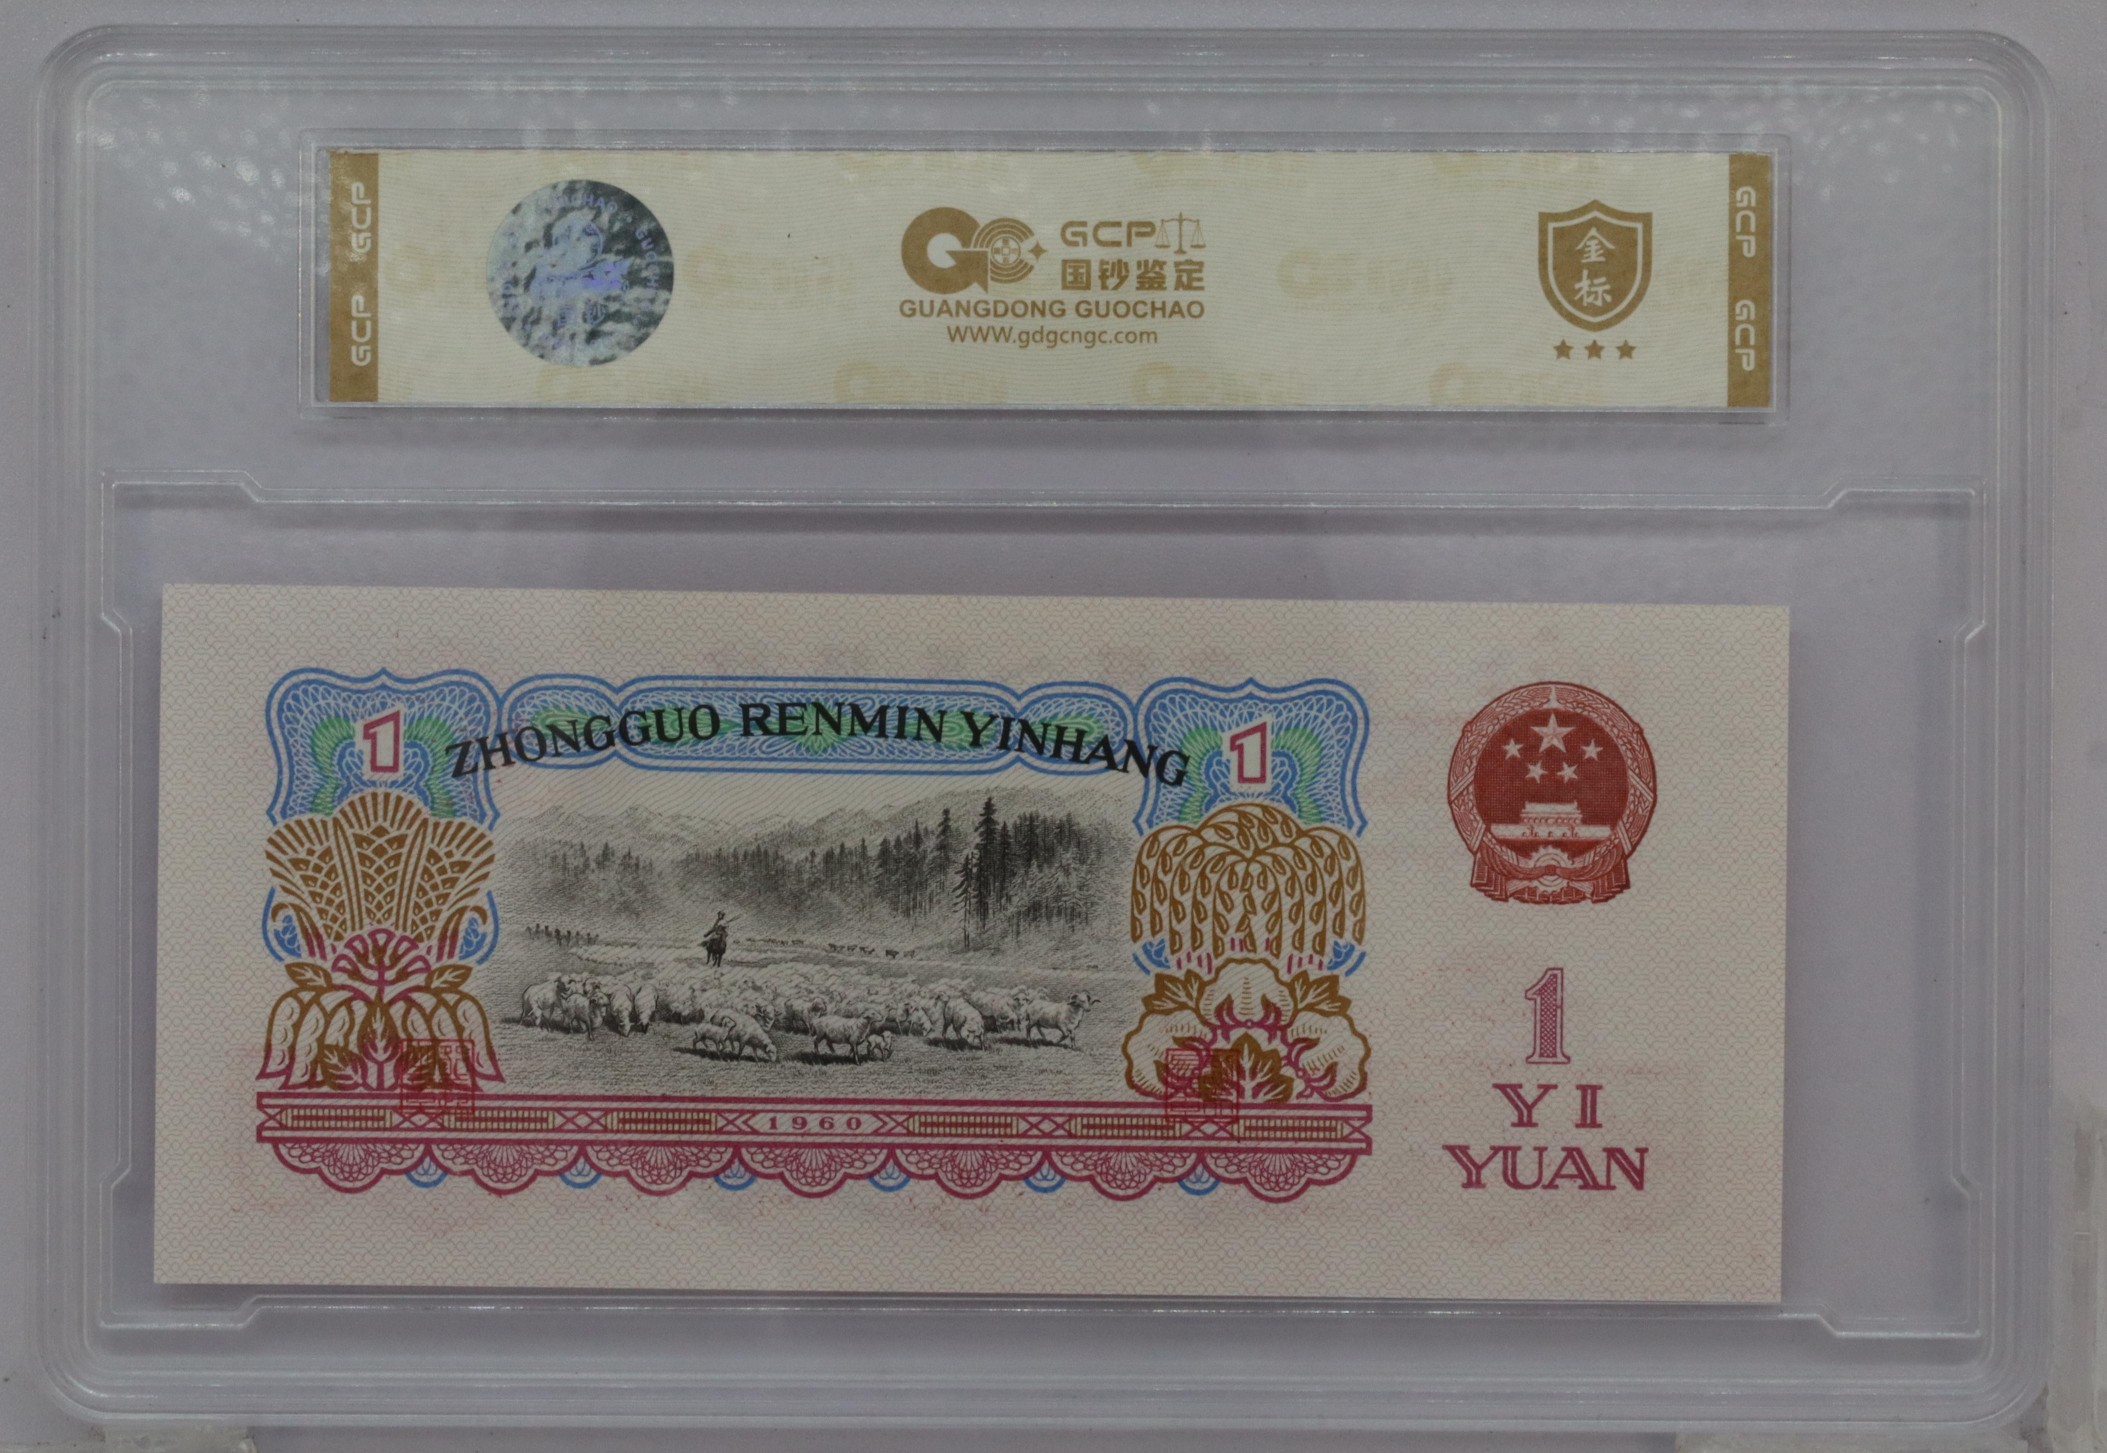 GCP GCP
GCP
国钞鉴定
GUANGDONG GUOCHAO
WWW.gdgcngc.com
金
标
GCP GCP
ZHONGGUO RENMIN YINHANG
1
1
1960
1
YI
YUAN